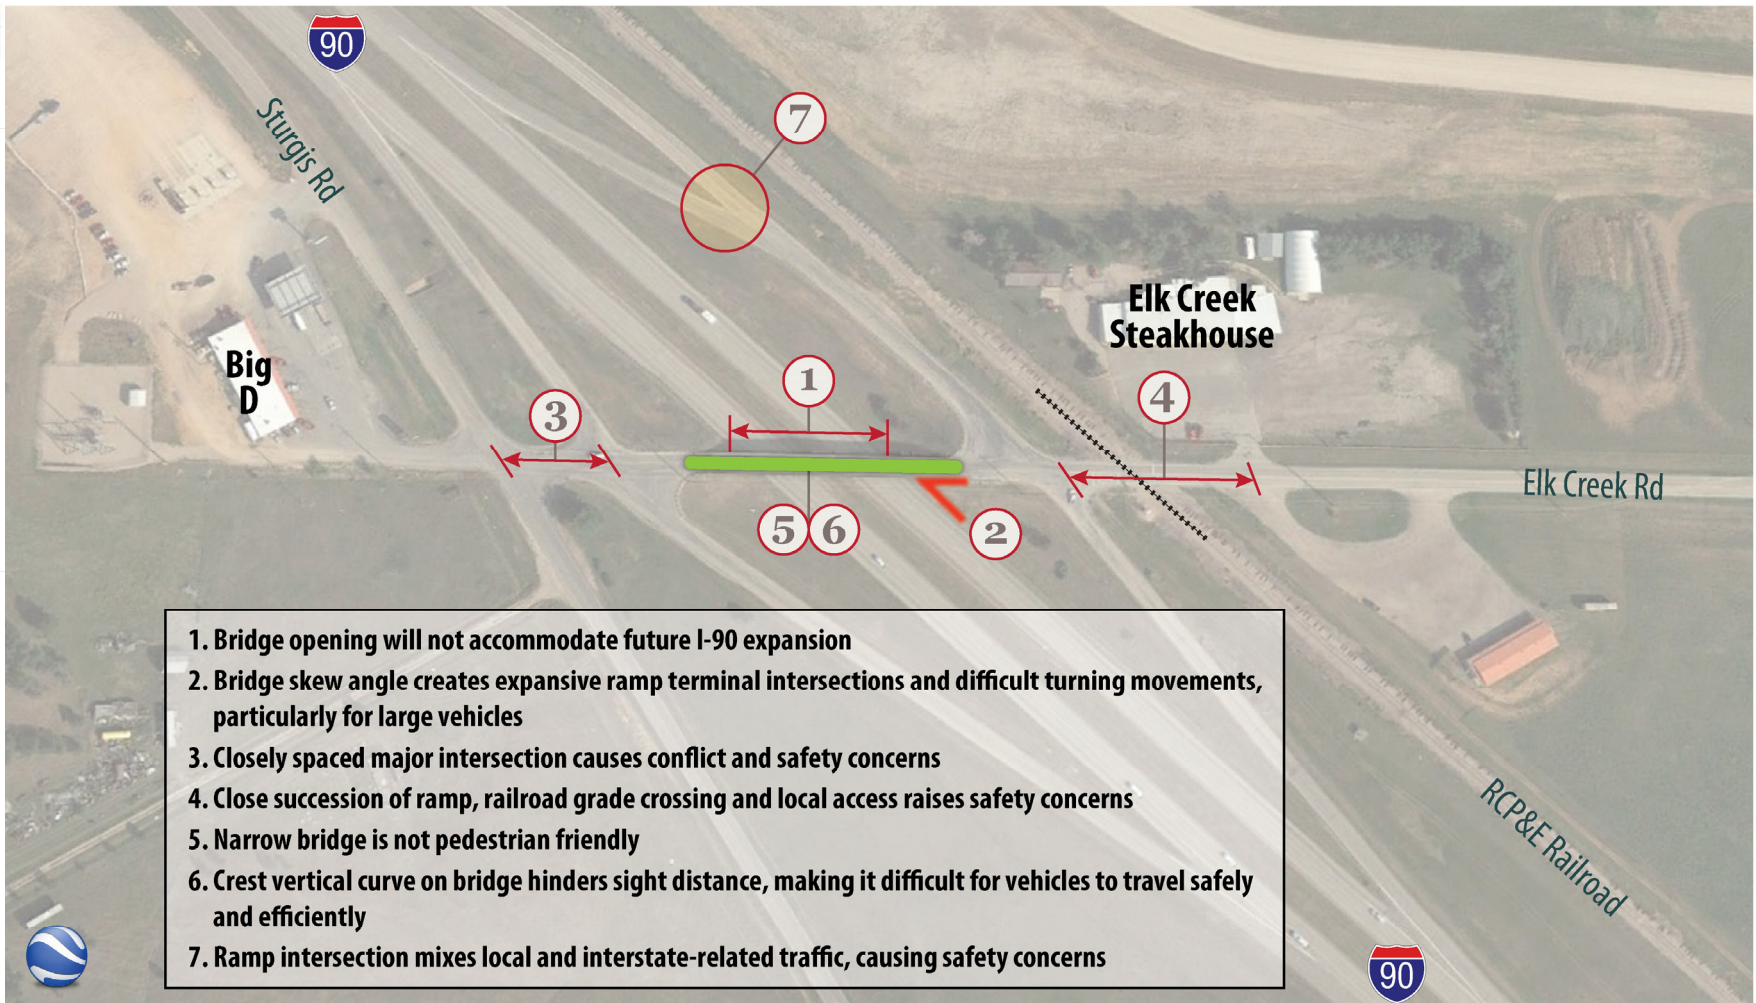 90
Sturgis Rd
7
Elk Creek
Steakhouse
Big
D
1
3
4
Elk Creek Rd
5
6
2
1. Bridge opening will not accommodate future I-90 expansion
2. Bridge skew angle creates expansive ramp terminal intersections and difficult turning movements,
particularly for large vehicles
3. Closely spaced major intersection causes conflict and safety concerns
4. Close succession of ramp, railroad grade crossing and local access raises safety concerns
5. Narrow bridge is not pedestrian friendly
6. Crest vertical curve on bridge hinders sight distance, making it difficult for vehicles to travel safely
and efficiently
7. Ramp intersection mixes local and interstate-related traffic, causing safety concerns
RCP&E Railroad
90